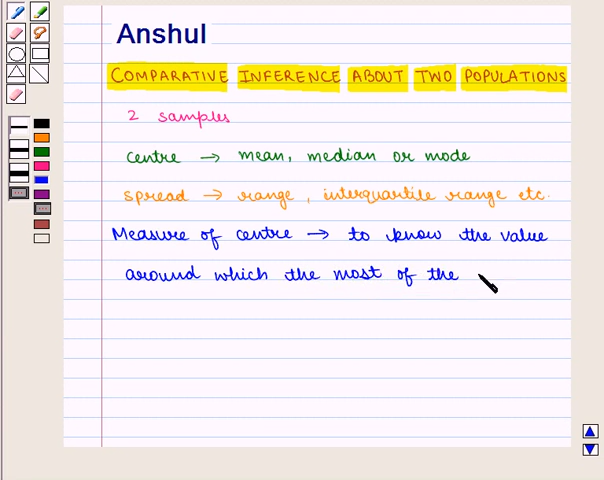 Anshul
COMPARATIVE INFERENCE ABOUT TWO POPULATIONS
2 samples
centre → mean, median or mode
spread → range, interquartile range etc.
Measure of centre → to know the value
around which the most of the